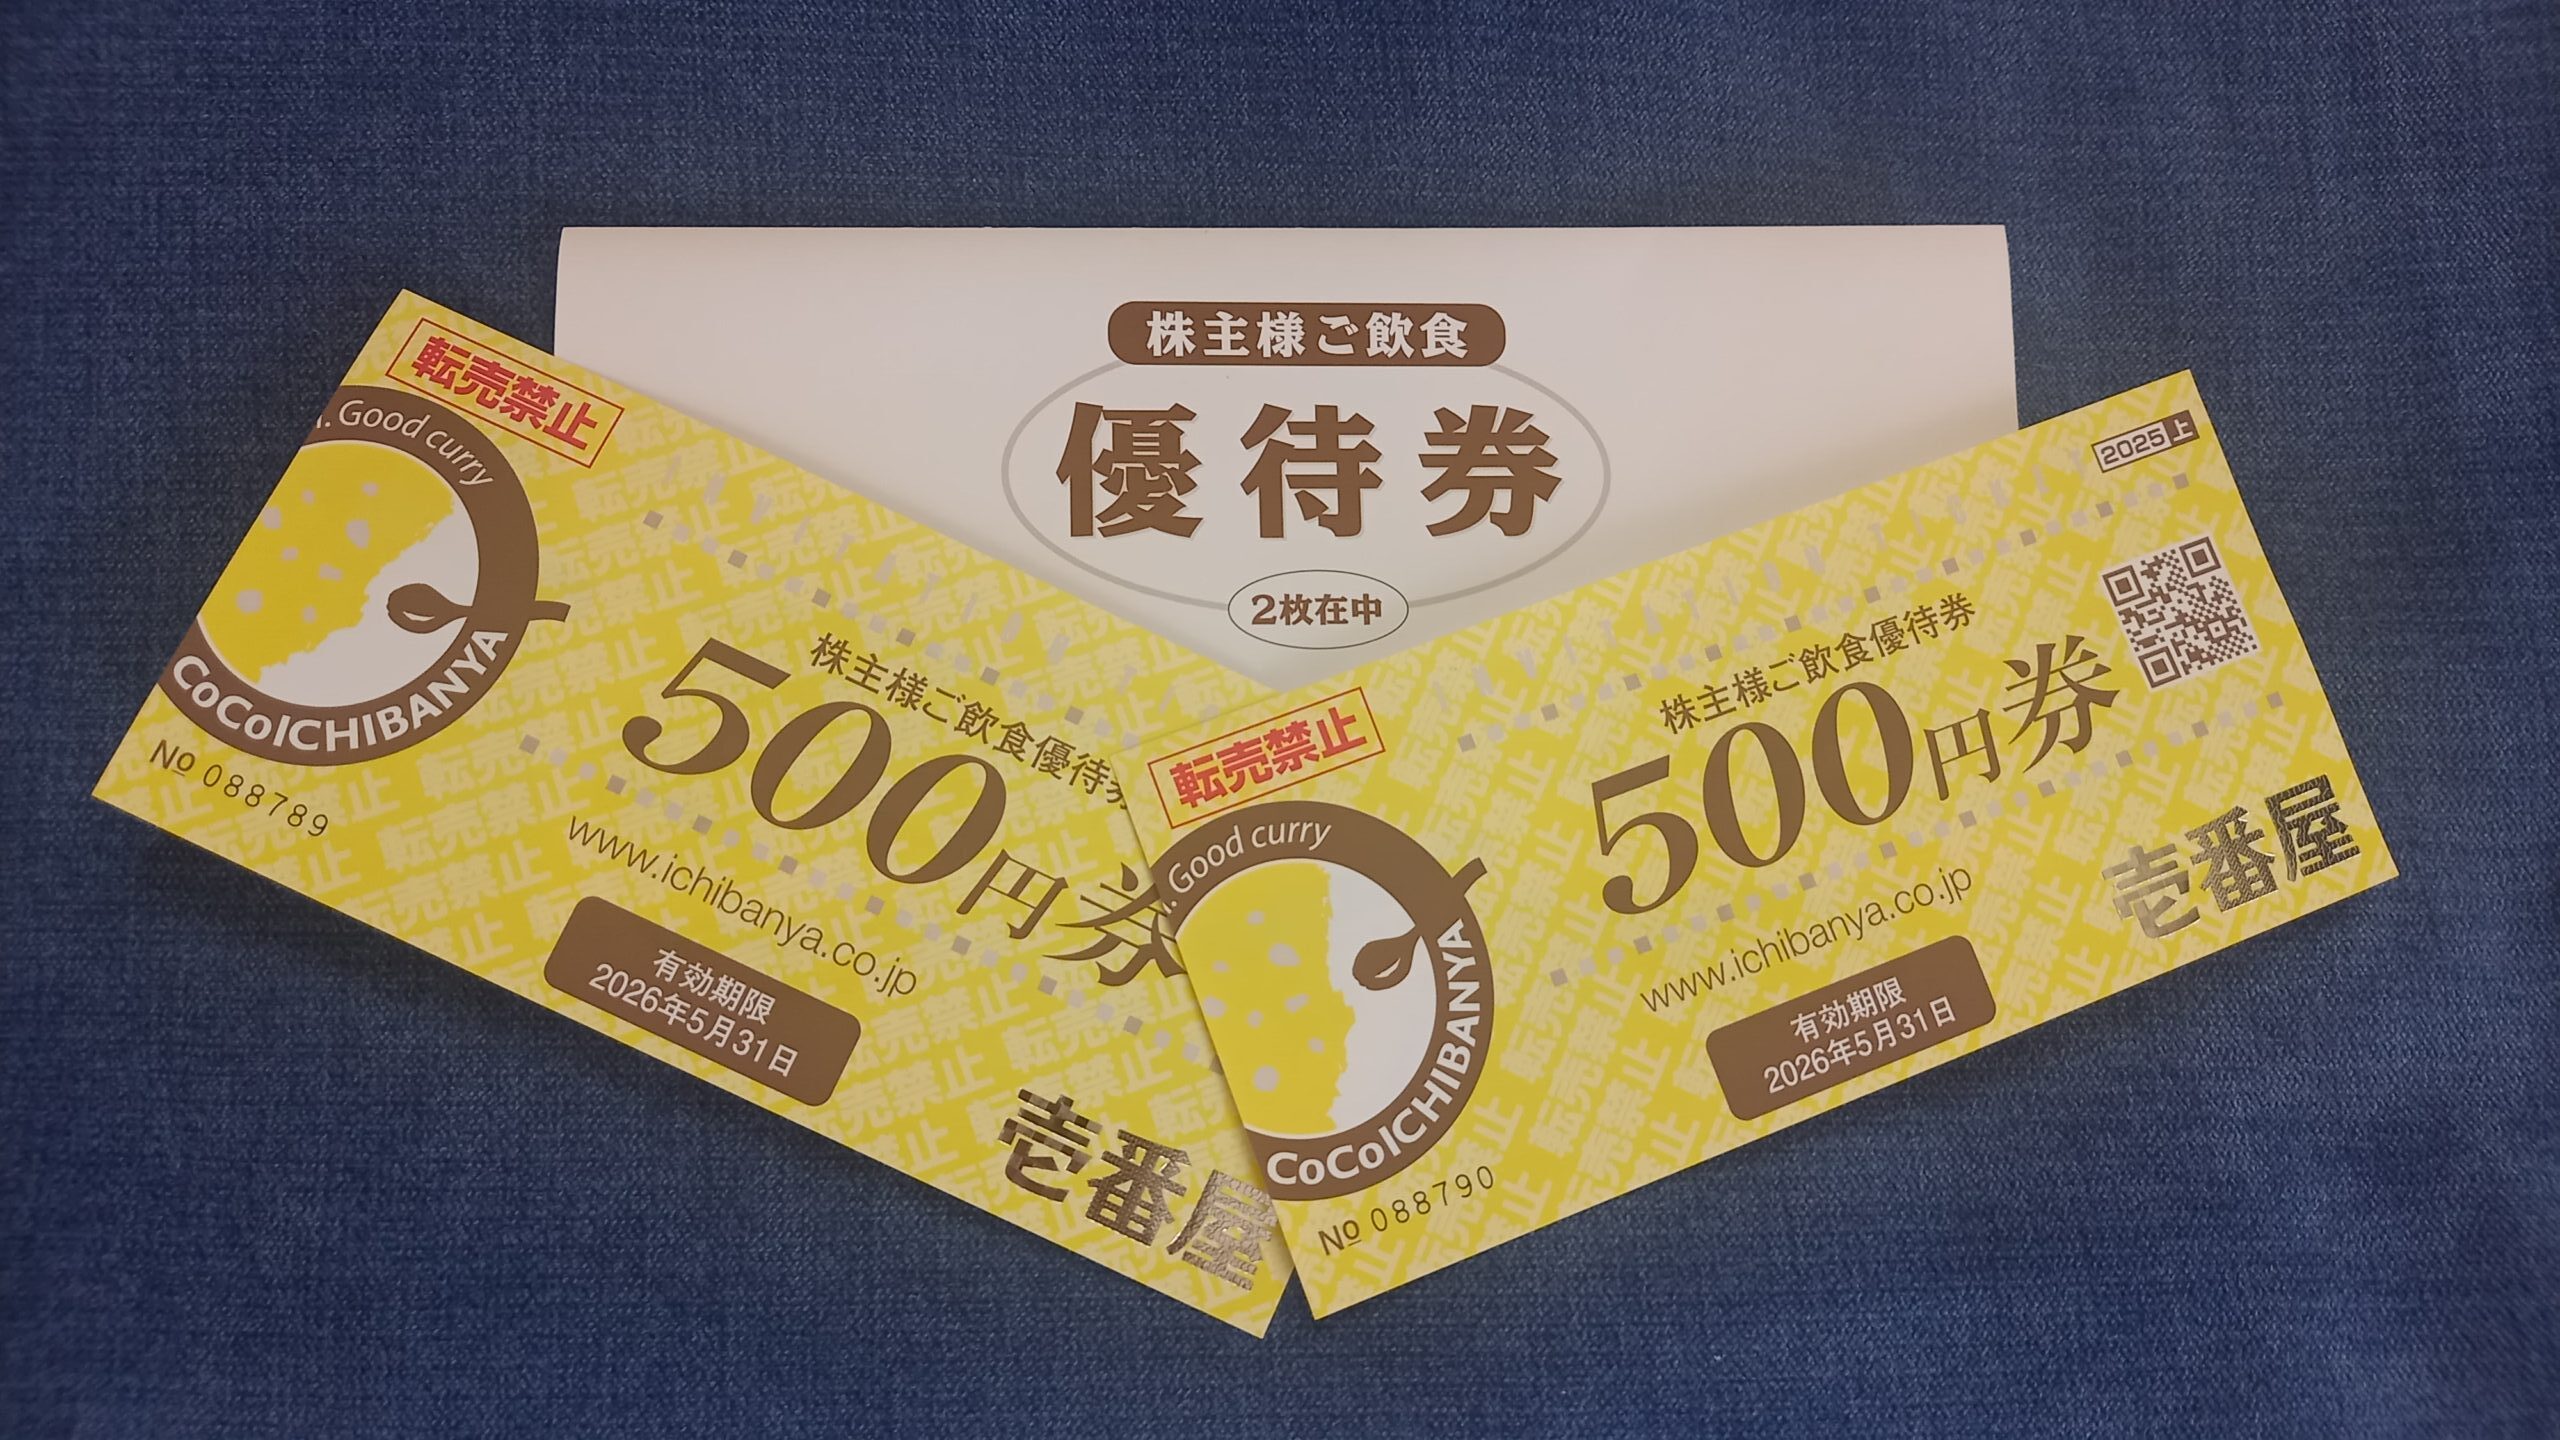 株主様ご飲食
優待券
2枚在中
転売禁止
. Good curry
CoCoICHIBANYA
No 088789
株主様ご飲食優待券
500円券
www.ichibanya.co.jp
有効期限
2026年5月31日
壱番屋
2025上
転売禁止
. Good curry
CoCoICHIBANYA
No 088790
株主様ご飲食優待券
500円券
www.ichibanya.co.jp
有効期限
2026年5月31日
壱番屋